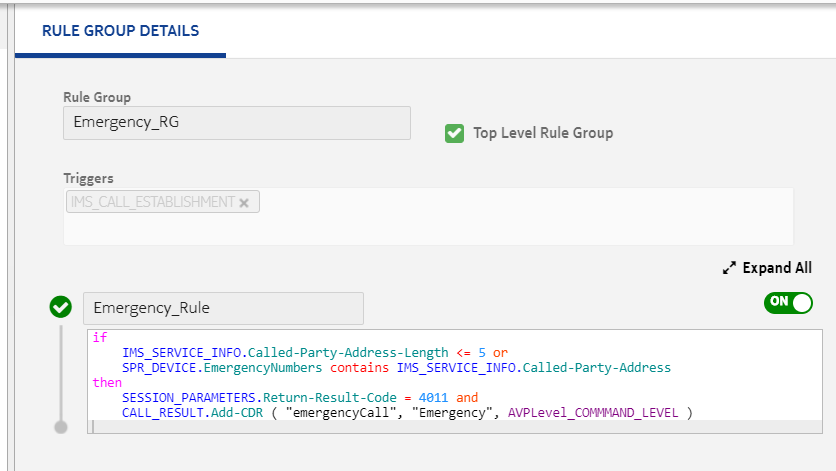 RULE GROUP DETAILS
Rule Group
Emergency_RG
Top Level Rule Group
Triggers
IMS_CALL_ESTABLISHMENT ×
Expand All
Emergency_Rule
ON
if
IMS_SERVICE_INFO.Called-Party-Address-Length <= 5 or
SPR_DEVICE.EmergencyNumbers contains IMS_SERVICE_INFO.Called-Party-Address
then
SESSION_PARAMETERS.Return-Result-Code = 4011 and
CALL_RESULT.Add-CDR ( "emergencyCall", "Emergency", AVPLevel_COMMMAND_LEVEL )